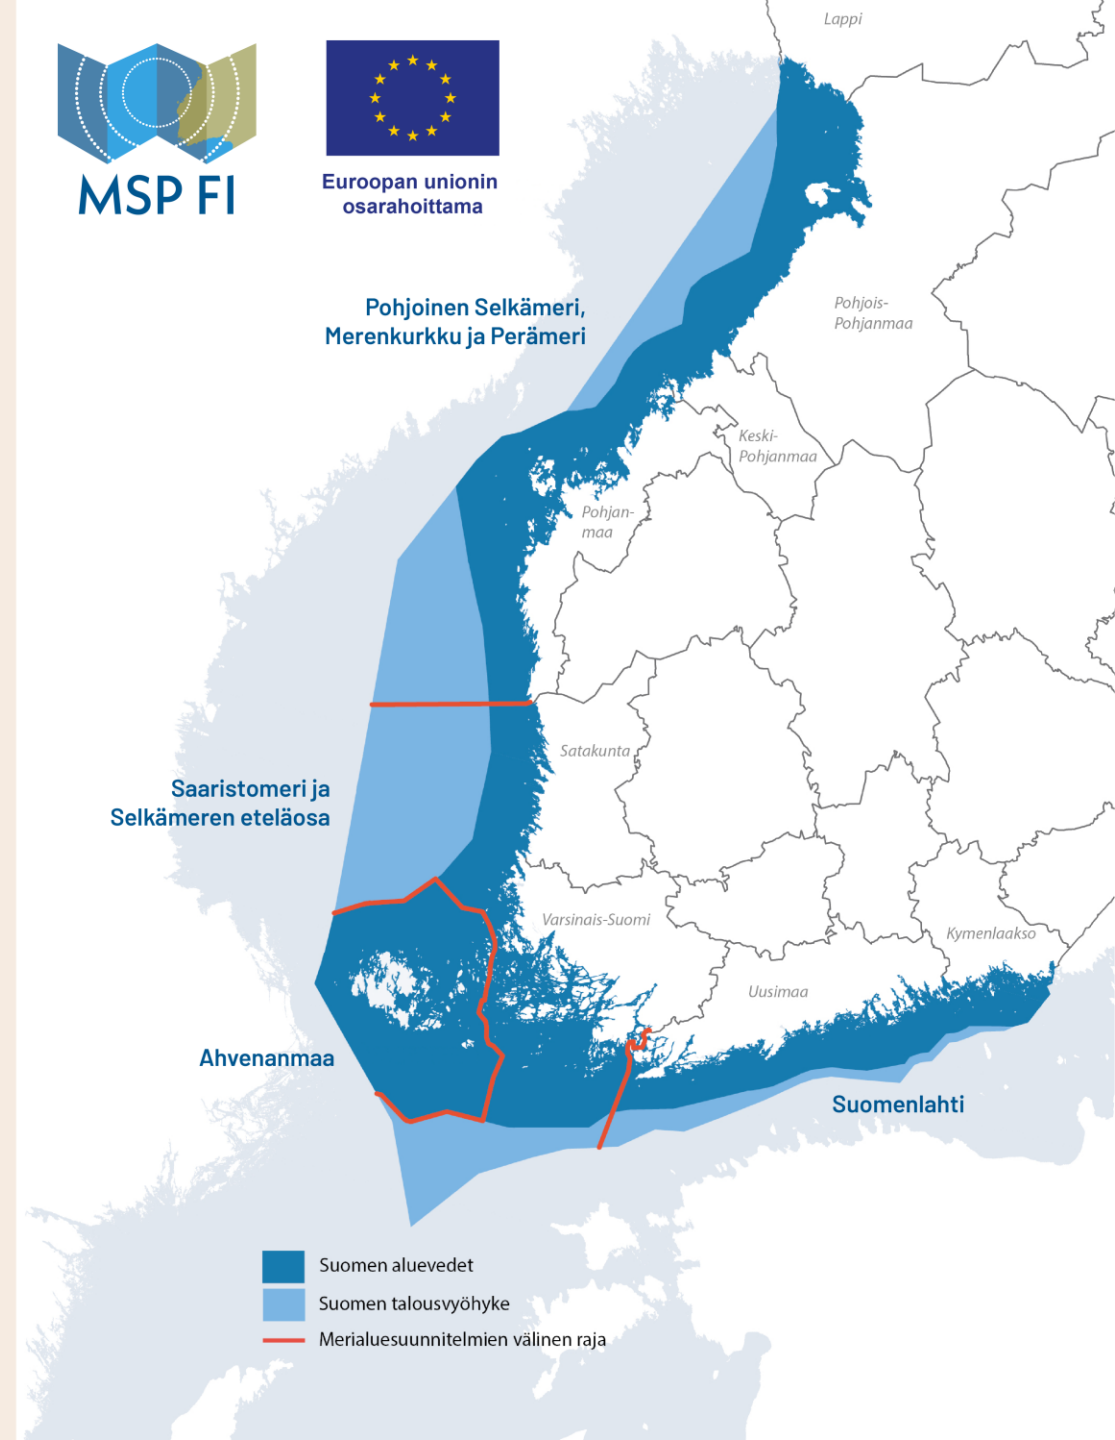 Lappi
MSP FI
Euroopan unionin
osarahoittama
Pohjoinen Selkämeri,
Merenkurkku ja Perämeri
Pohjois-
Pohjanmaa
Keski-
Pohjanmaa
Pohjan-
maa
Satakunta
Saaristomeri ja
Selkämeren eteläosa
Varsinais-Suomi
Kymenlaakso
Uusimaa
Ahvenanmaa
Suomenlahti
Suomen aluevedet
Suomen talousvyöhyke
Merialuesuunnitelmien välinen raja